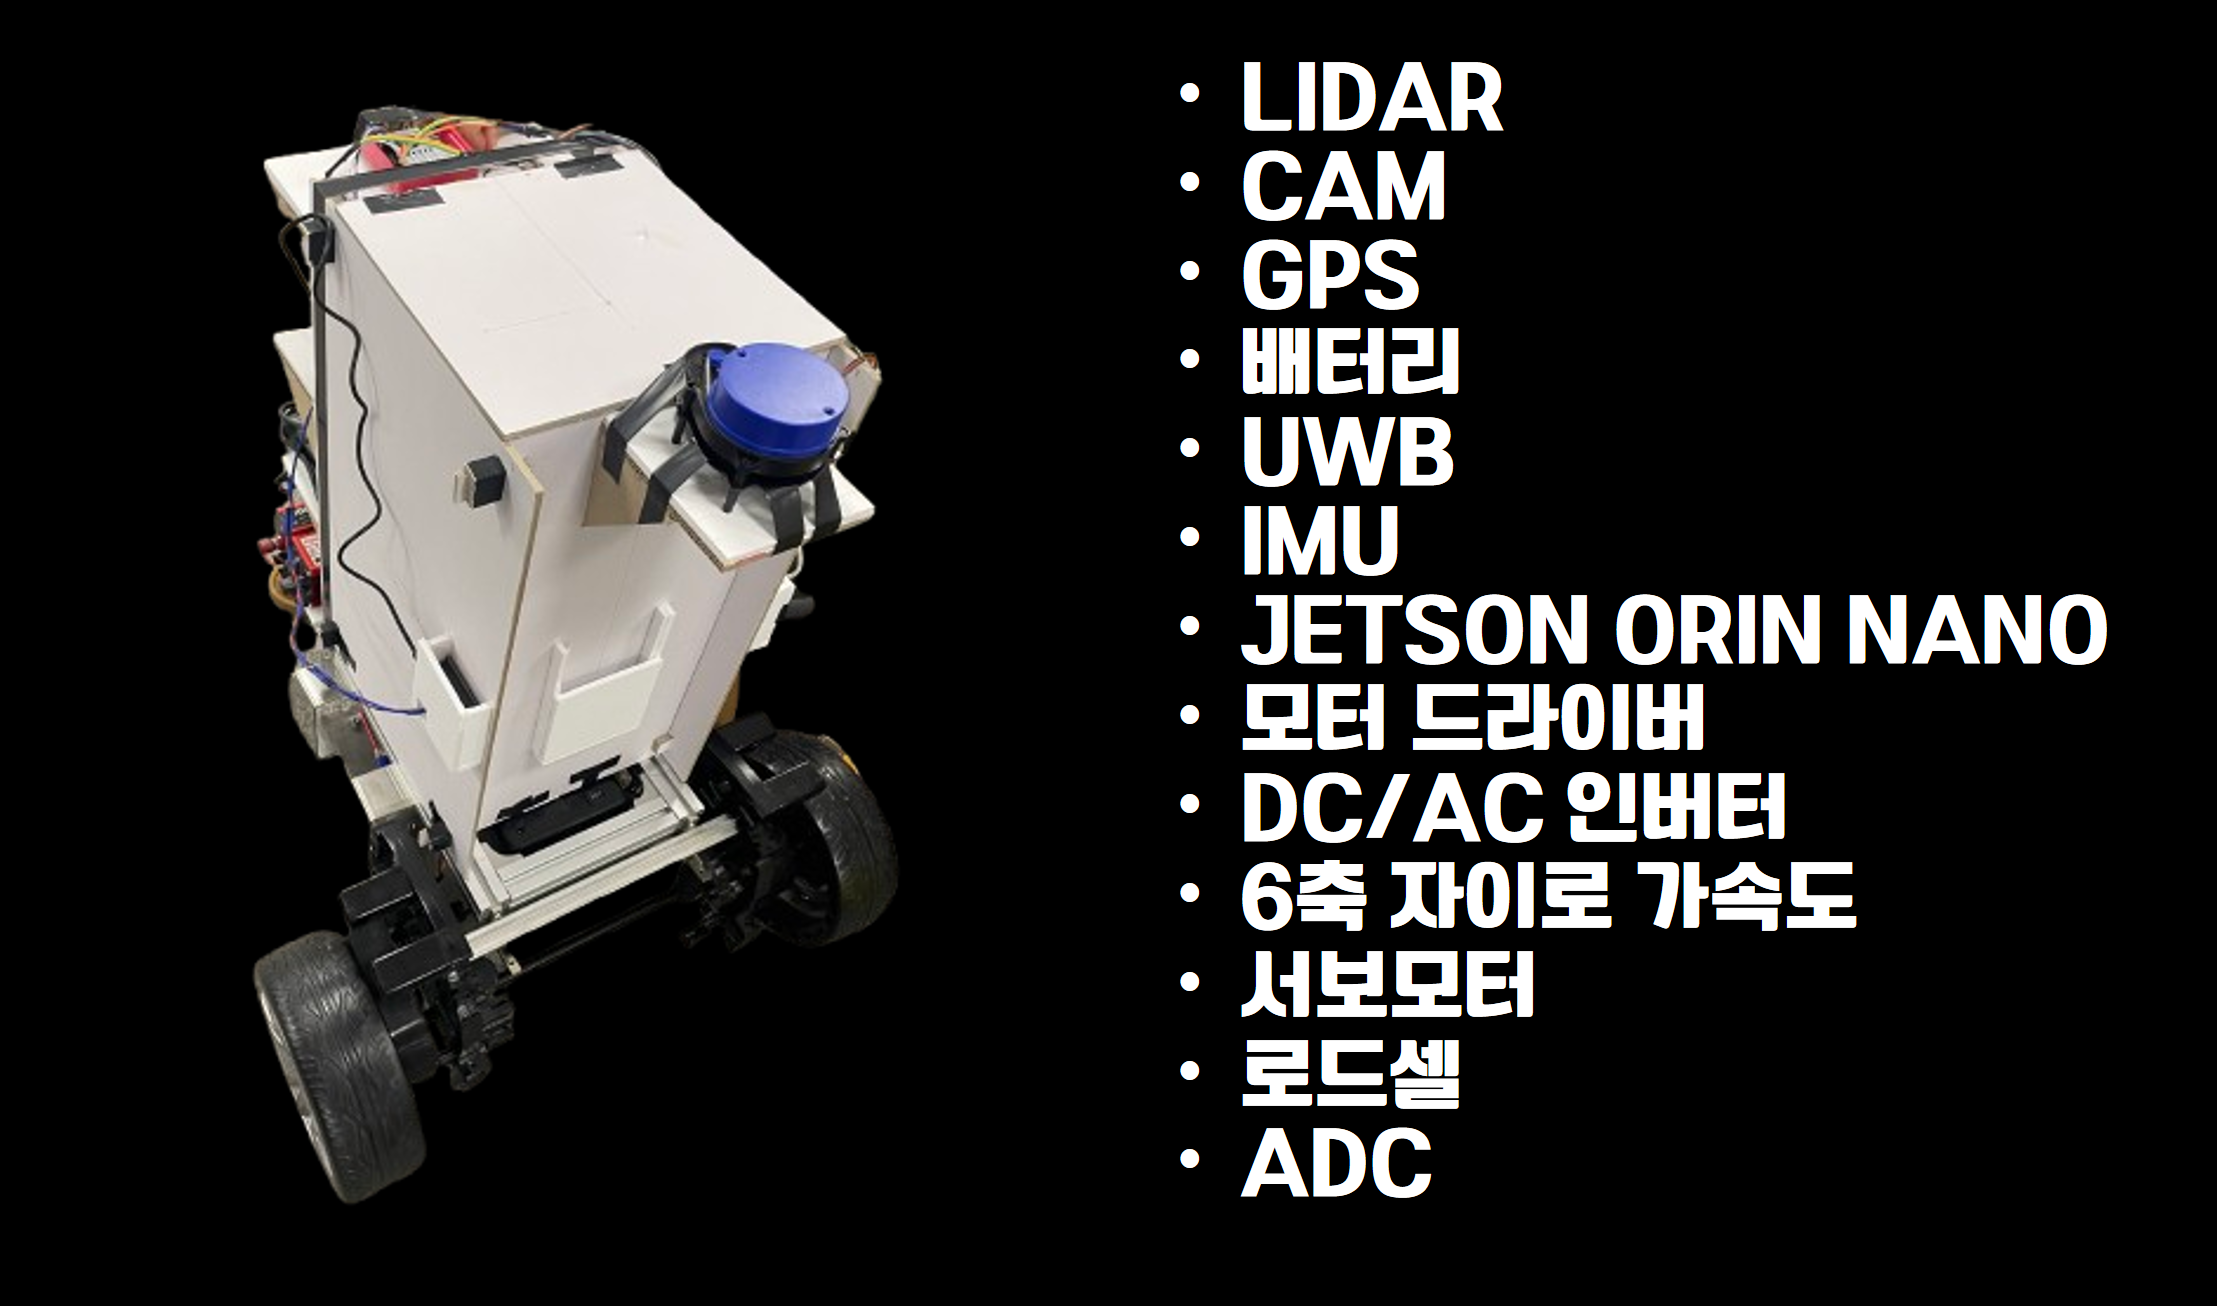 • LIDAR
• CAM
• GPS
• 배터리
• UWB
• IMU
• JETSON ORIN NANO
• 모터 드라이버
• DC/AC 인버터
• 6축 자이로 가속도
• 서보모터
• 로드셀
• ADC